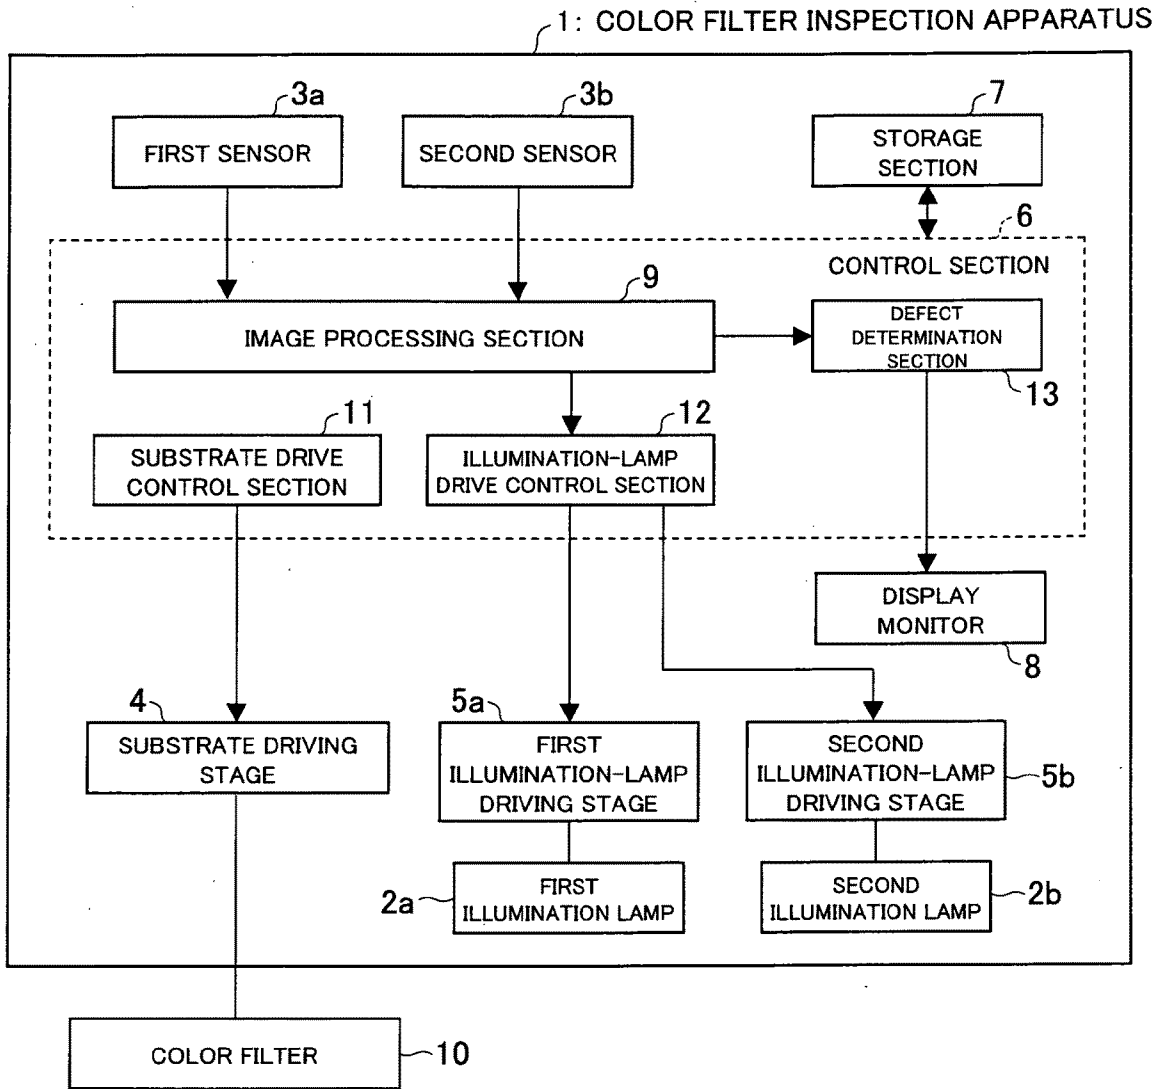 1: COLOR FILTER INSPECTION APPARATUS
3a
3b
7
FIRST SENSOR
SECOND SENSOR
STORAGE
SECTION
6
CONTROL SECTION
9
IMAGE PROCESSING SECTION
DEFECT
DETERMINATION
SECTION
13
11
12
SUBSTRATE DRIVE
CONTROL SECTION
ILLUMINATION-LAMP
DRIVE CONTROL SECTION
DISPLAY
MONITOR
8
4
5a
SUBSTRATE DRIVING
STAGE
FIRST
ILLUMINATION-LAMP
DRIVING STAGE
SECOND
ILLUMINATION-LAMP
DRIVING STAGE
5b
2a
FIRST
ILLUMINATION LAMP
SECOND
ILLUMINATION LAMP
2b
COLOR FILTER
10